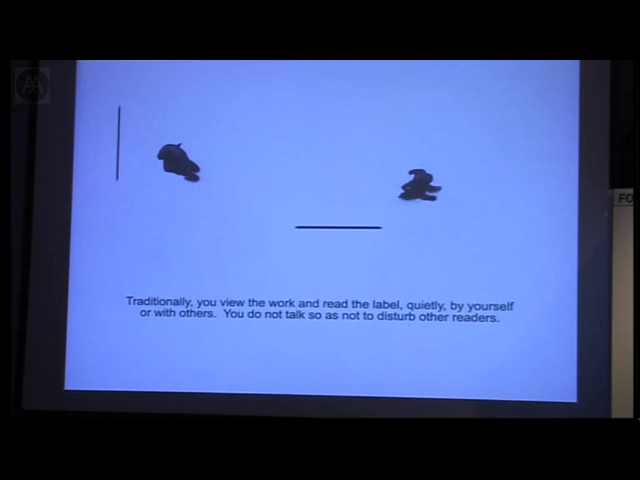 FO
Traditionally, you view the work and read the label, quietly, by yourself
or with others. You do not talk so as not to disturb other readers.